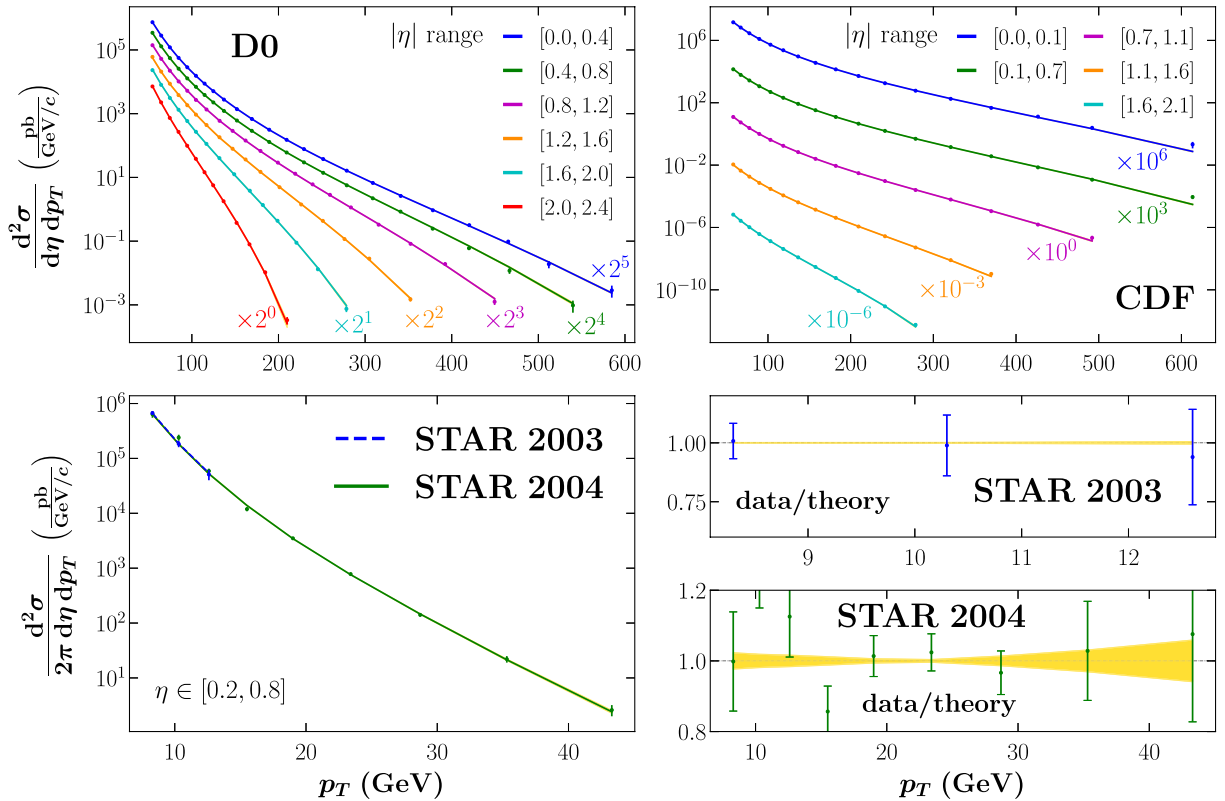 D0
|η| range
[0.0, 0.4]
[0.4, 0.8]
[0.8, 1.2]
[1.2, 1.6]
[1.6, 2.0]
[2.0, 2.4]
×2^5
×2^4
×2^3
×2^2
×2^1
×2^0
d²σ/dη dp_T (pb/GeV/c)
10^5
10^3
10^1
10^−1
10^−3
100 150 200 250 300 350 400 450 500 550 600
|η| range
[0.0, 0.1]
[0.1, 0.7]
[0.7, 1.1]
[1.1, 1.6]
[1.6, 2.1]
×10^6
×10^3
×10^0
×10^−3
×10^−6
CDF
10^6
10^2
10^−2
10^−6
10^−10
100 200 300 400 500 600
STAR 2003
STAR 2004
η ∈ [0.2, 0.8]
d²σ/2π dη dp_T (pb/GeV/c)
10^6
10^5
10^4
10^3
10^2
10^1
10 20 30 40
p_T (GeV)
1.00
0.75
data/theory
STAR 2003
9 10 11 12
1.2
1.0
0.8
STAR 2004
data/theory
10 20 30 40
p_T (GeV)